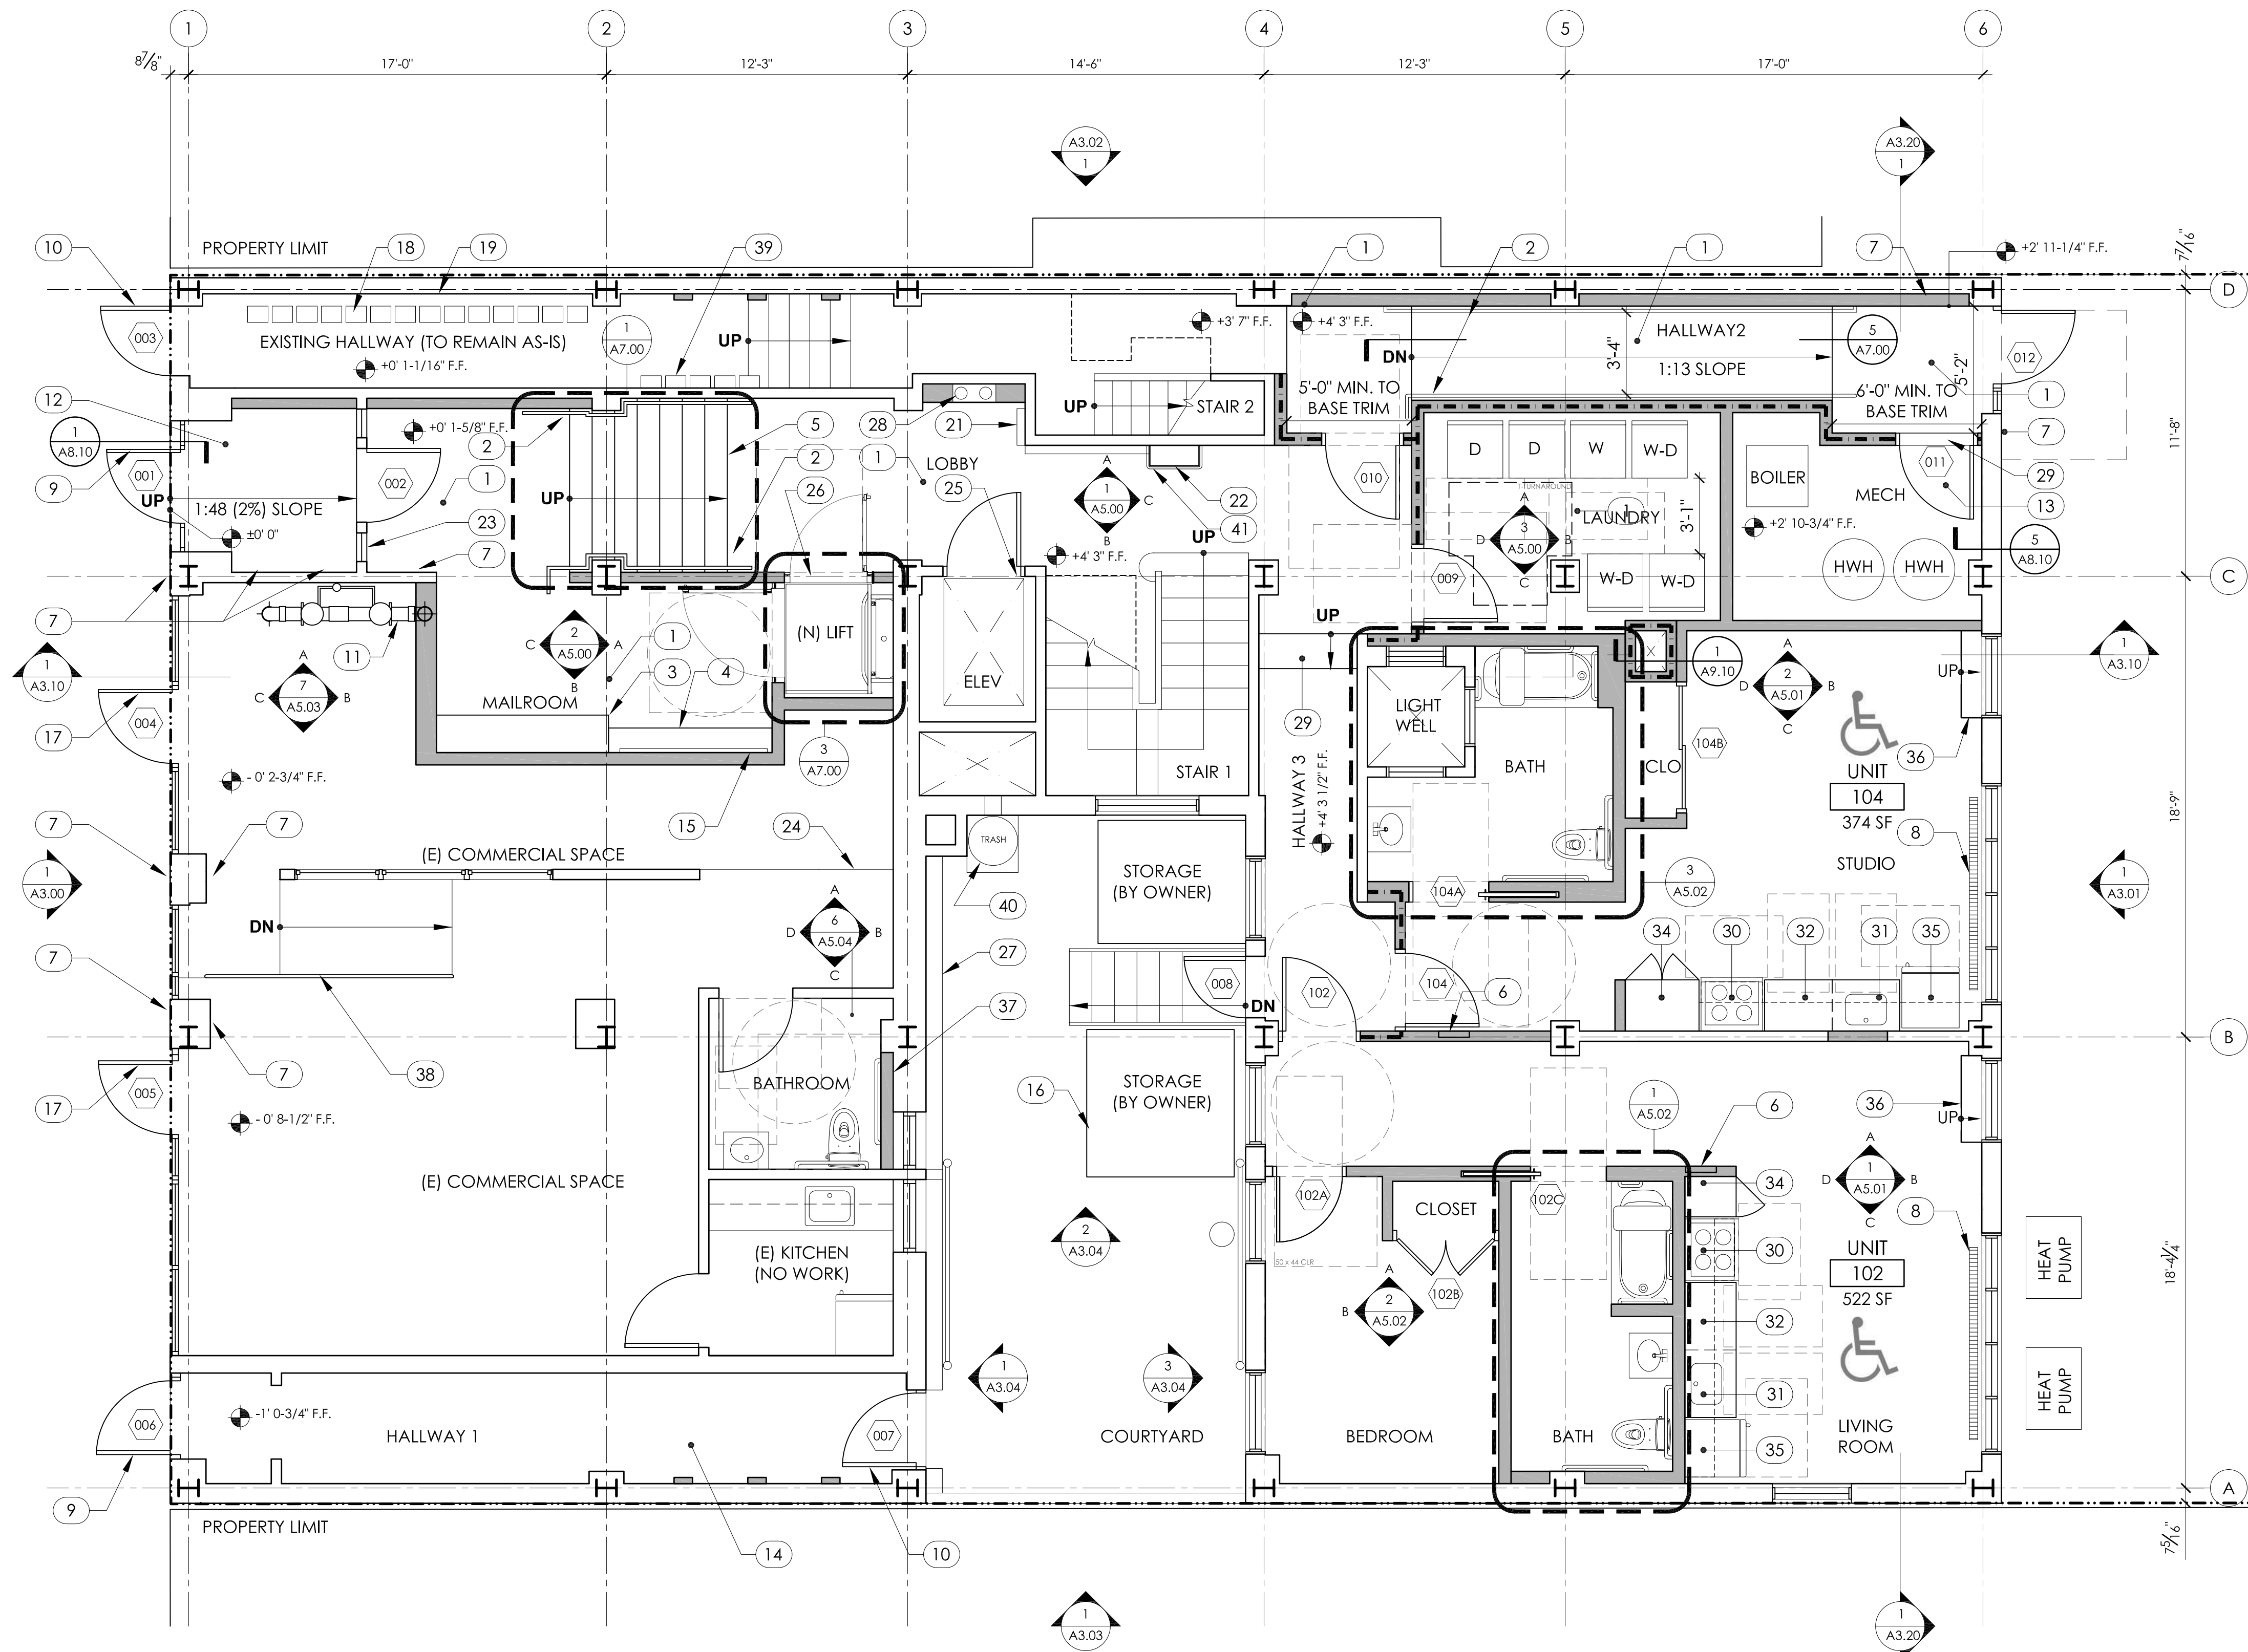 1
2
3
4
5
6
8⅞"
17'-0"
12'-3"
14'-6"
12'-3"
17'-0"
A3.02
1
A3.20
1
PROPERTY LIMIT
10
18
19
39
1
2
1
7
+2' 11-1/4" F.F.
7⁄16"
D
003
EXISTING HALLWAY (TO REMAIN AS-IS)
+0' 1-1/16" F.F.
1
A7.00
UP
+3' 7" F.F.
+4' 3" F.F.
HALLWAY2
DN
3'-4"
1:13 SLOPE
5
A7.00
5'-2"
012
12
1
A8.10
+0' 1-5/8" F.F.
2
5
28
21
UP
STAIR 2
5'-0" MIN. TO
BASE TRIM
6'-0" MIN. TO
BASE TRIM
1
7
11'-8"
9
001
002
1
UP
2
1
LOBBY
26
25
A
1
A5.00
C
B
22
41
010
D
D
W
W-D
T-TURNAROUND
BOILER
MECH
011
29
13
UP
1:48 (2%) SLOPE
±0' 0"
23
7
+4' 3" F.F.
UP
A
3
A5.00
D
B
C
1
LAUNDRY
3'-1"
+2' 10-3/4" F.F.
5
A8.10
009
W-D
W-D
HWH
HWH
C
7
11
C
2
A5.00
A
B
1
3
4
(N) LIFT
ELEV
UP
29
LIGHT
WELL
BATH
X
1
A9.10
A
2
A5.01
D
B
C
UP
1
A3.10
1
A3.10
A
7
A5.03
C
B
MAILROOM
17
004
3
A7.00
STAIR 1
HALLWAY 3
+4' 3 1/2" F.F.
CLO
104B
36
UNIT
104
374 SF
- 0' 2-3/4" F.F.
15
24
18'-9"
7
7
(E) COMMERCIAL SPACE
TRASH
STORAGE
(BY OWNER)
STUDIO
8
1
A3.00
1
A3.01
40
104A
3
A5.02
DN
A
6
A5.04
D
B
C
27
34
30
32
31
35
7
008
102
104
6
DN
34
30
32
31
35
37
7
38
B
17
005
BATHROOM
16
STORAGE
(BY OWNER)
1
A5.02
6
36
UP
- 0' 8-1/2" F.F.
(E) COMMERCIAL SPACE
102A
CLOSET
102C
34
A
1
A5.01
D
B
C
8
2
A3.04
(E) KITCHEN
(NO WORK)
50 x 44 CLR
A
2
A5.02
B
102B
30
UNIT
102
522 SF
HEAT
PUMP
18'-4¼"
32
1
A3.04
3
A3.04
31
HEAT
PUMP
006
-1' 0-3/4" F.F.
HALLWAY 1
007
COURTYARD
BEDROOM
BATH
35
LIVING
ROOM
9
A
PROPERTY LIMIT
14
10
7 5⁄16"
1
A3.03
1
A3.20